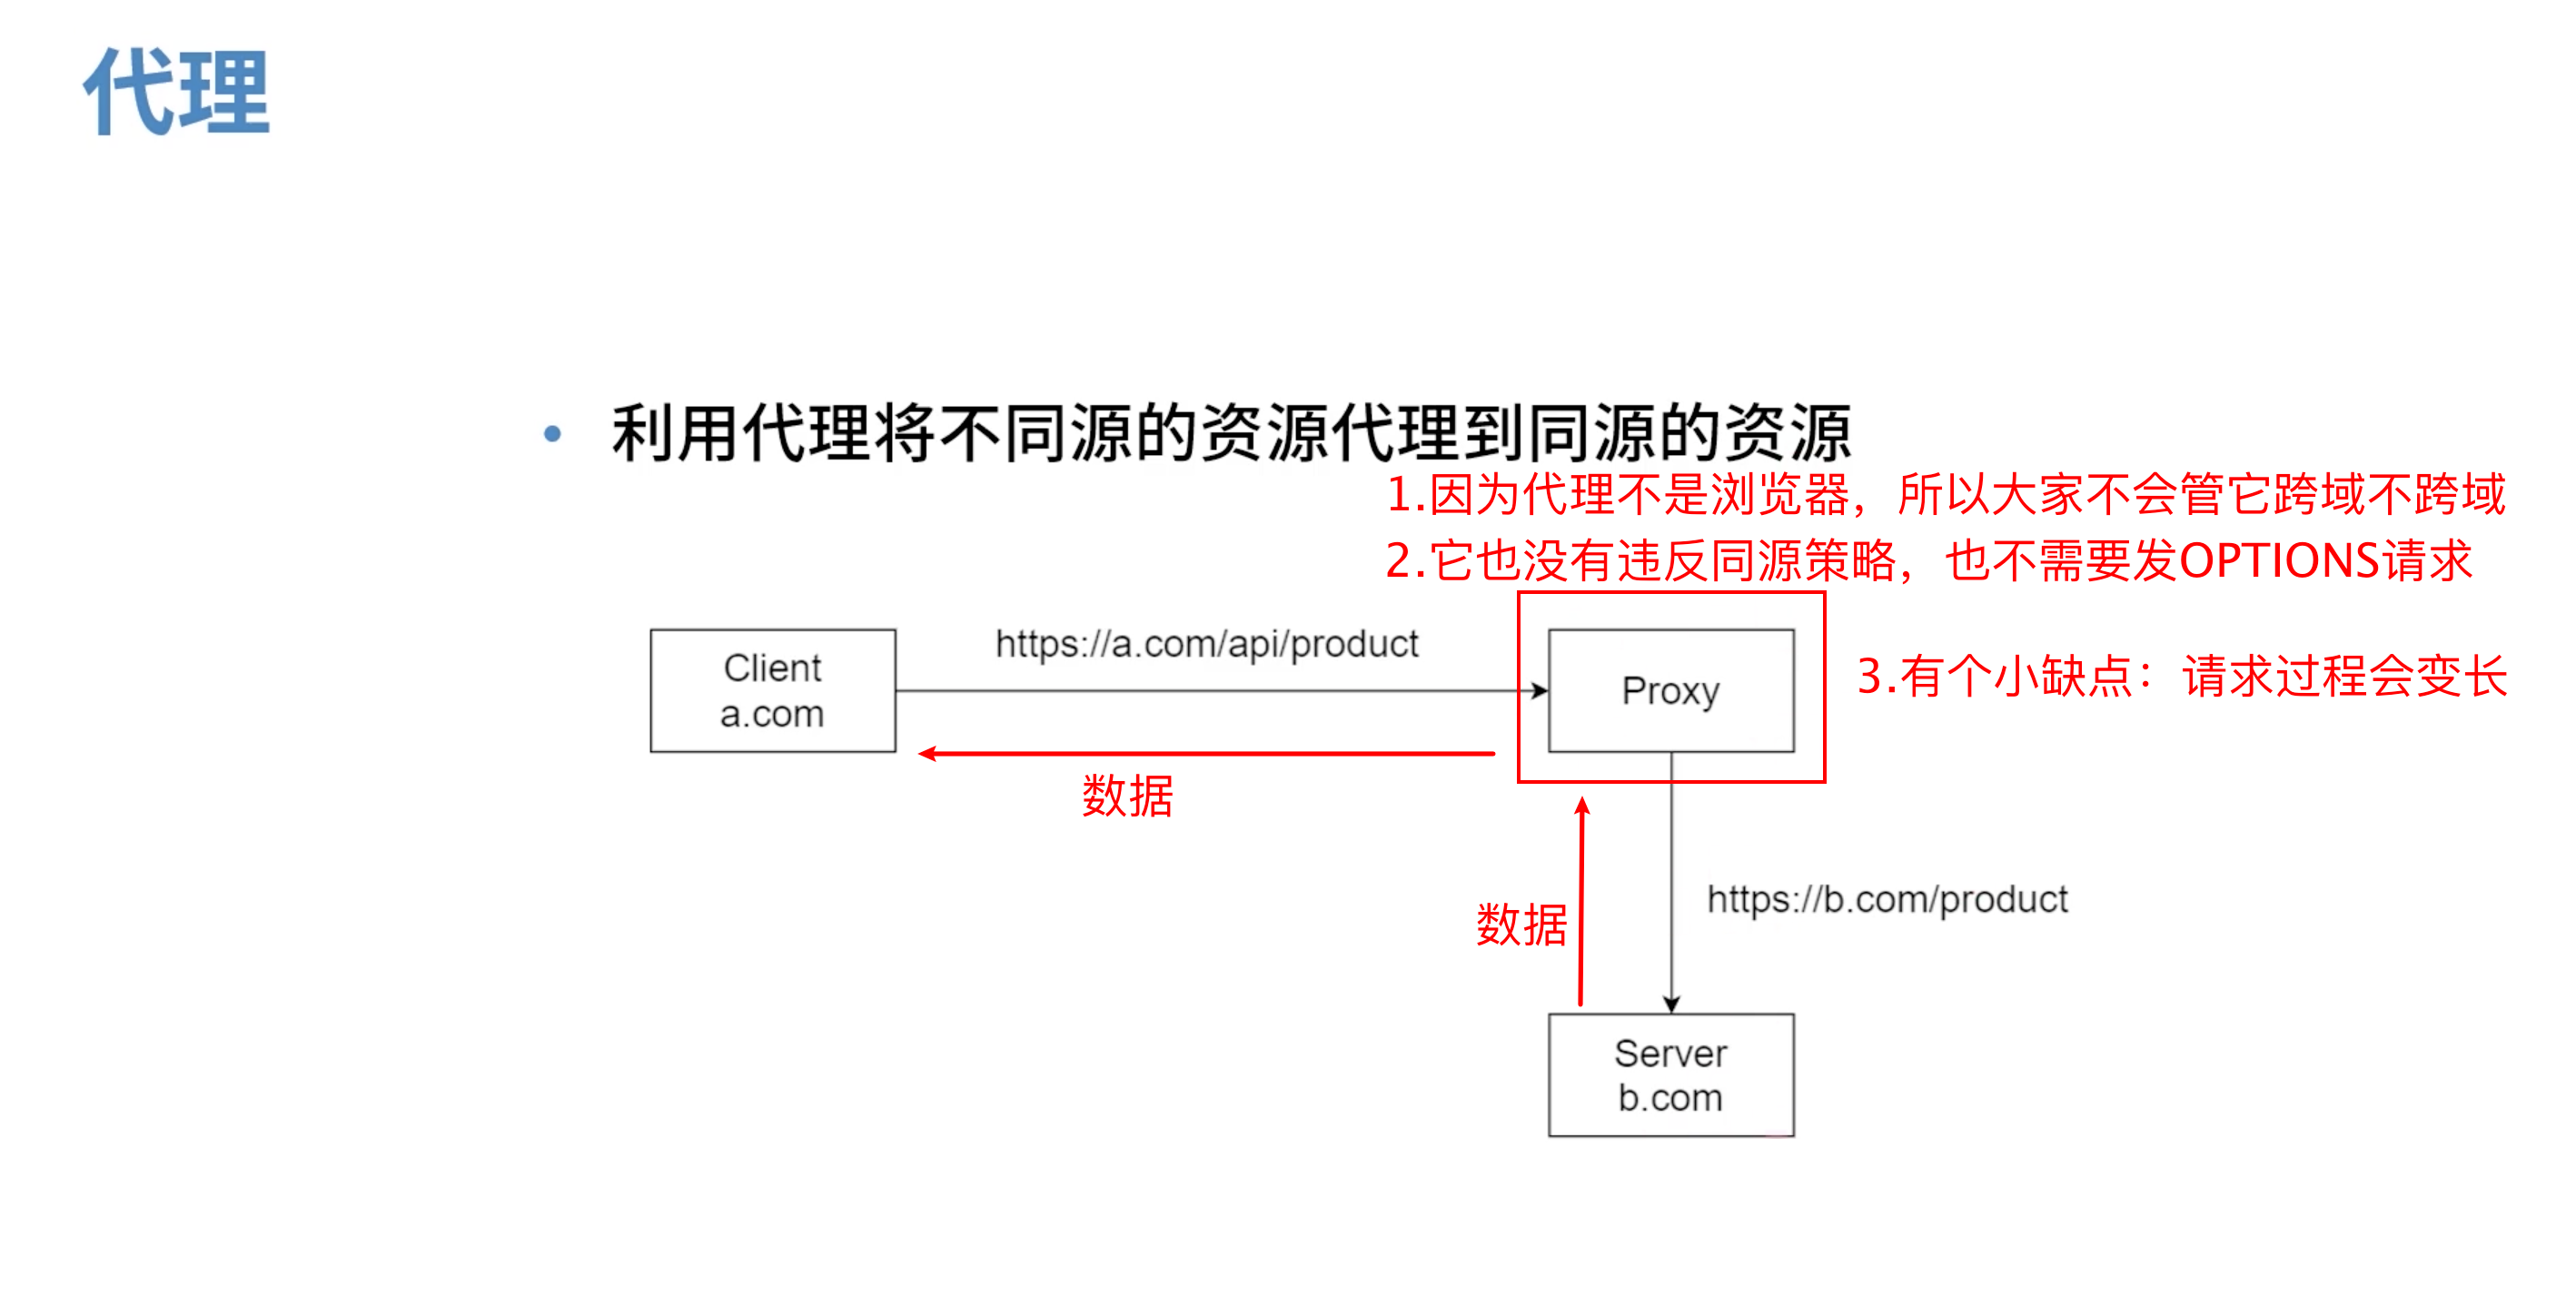 代理
利用代理将不同源的资源代理到同源的资源
1.因为代理不是浏览器，所以大家不会管它跨域不跨域
2.它也没有违反同源策略，也不需要发OPTIONS请求
https://a.com/api/product
Client
a.com
Proxy
3.有个小缺点：请求过程会变长
数据
数据
https://b.com/product
Server
b.com